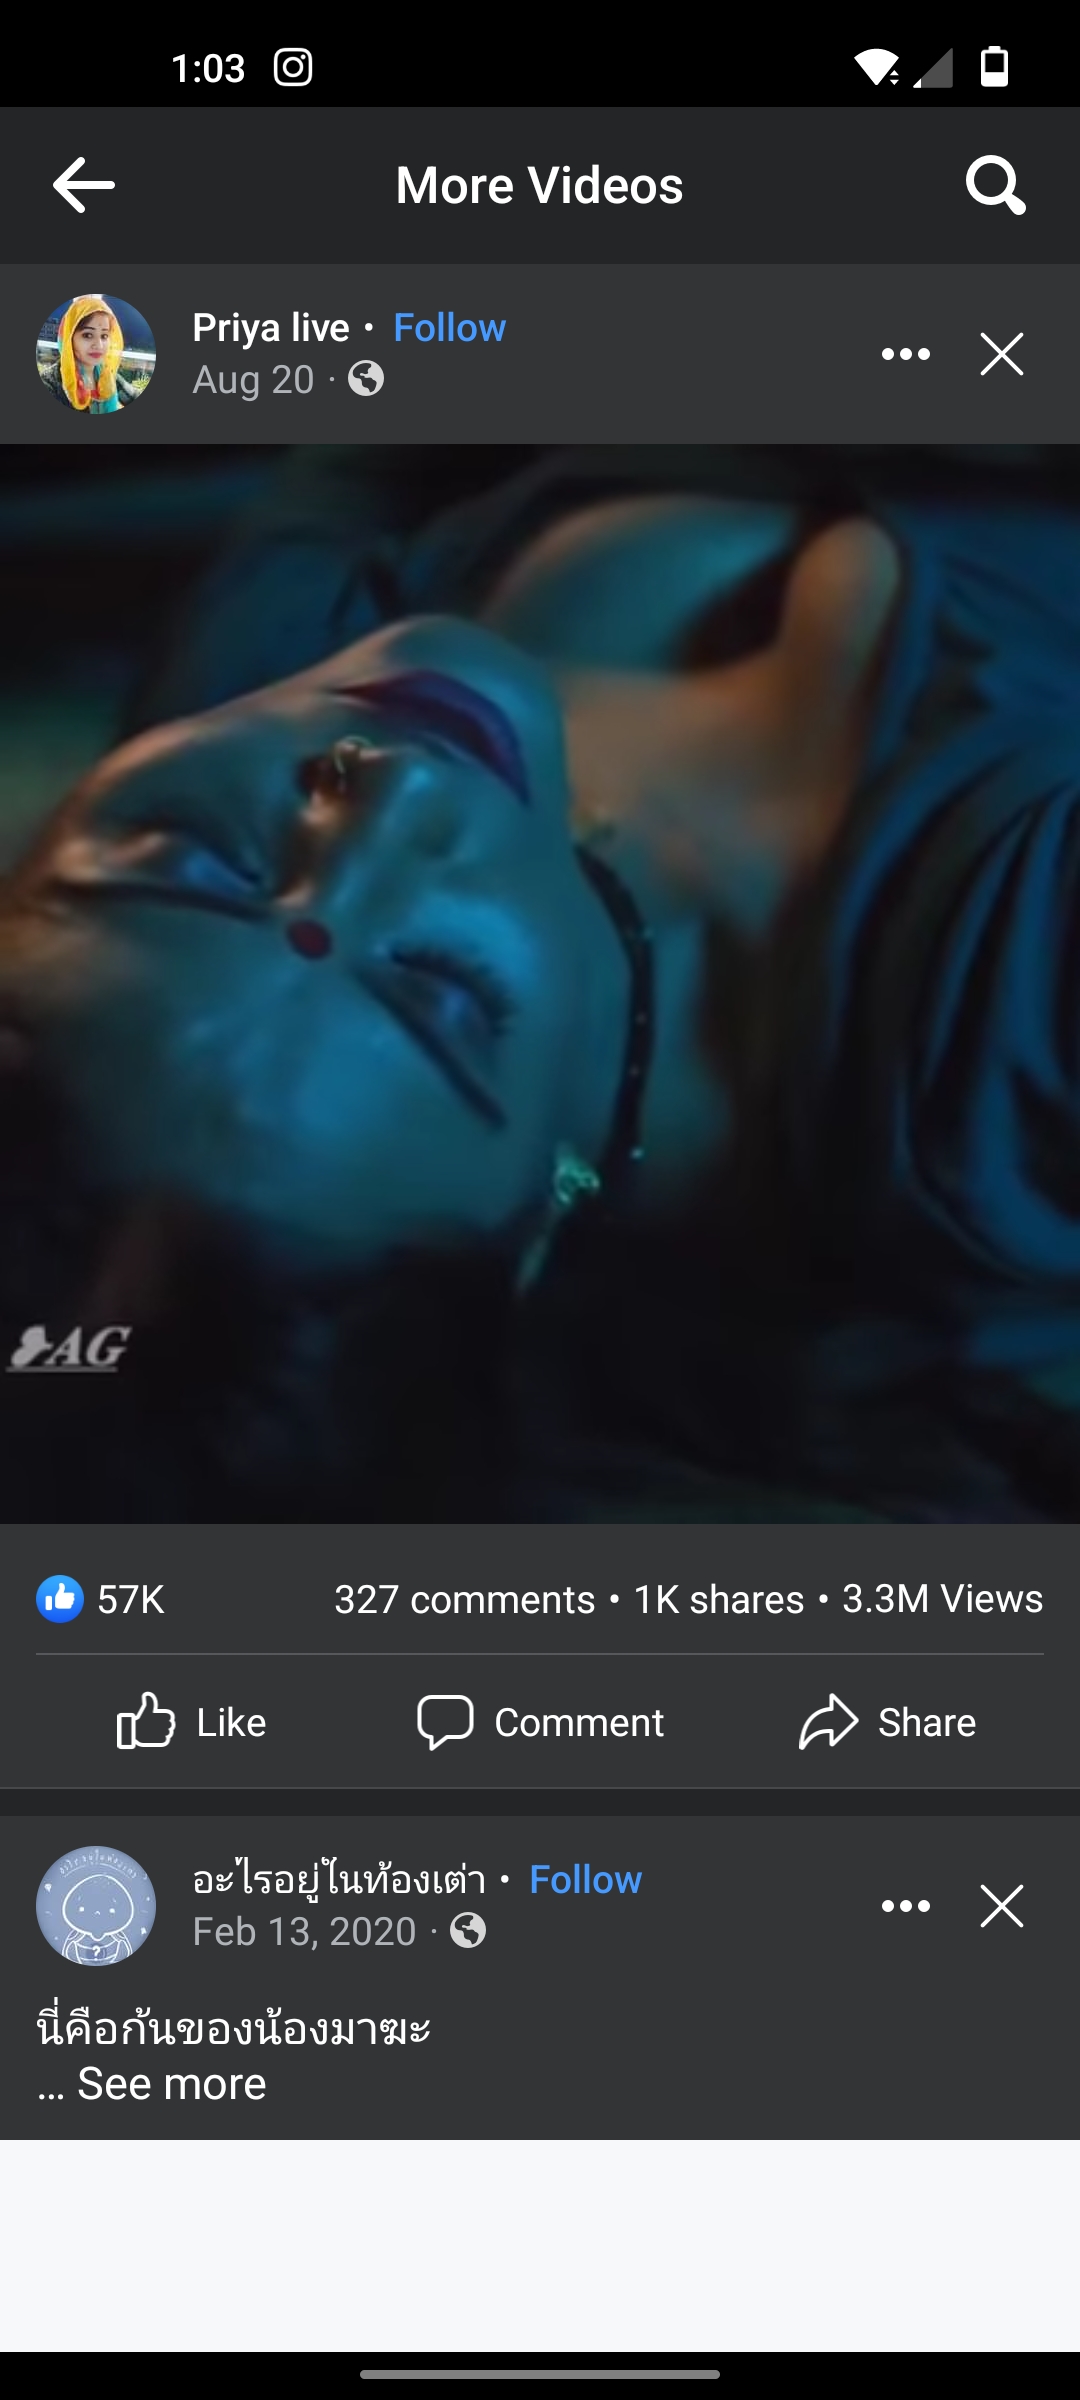 1:03
More Videos
Priya live • Follow
Aug 20 ·
AG
57K 327 comments • 1K shares • 3.3M Views
Like Comment Share
อะไรอยู่ในท้องเต่า • Follow
Feb 13, 2020 ·
?
นี่คือก้นของน้องมาฆะ
... See more